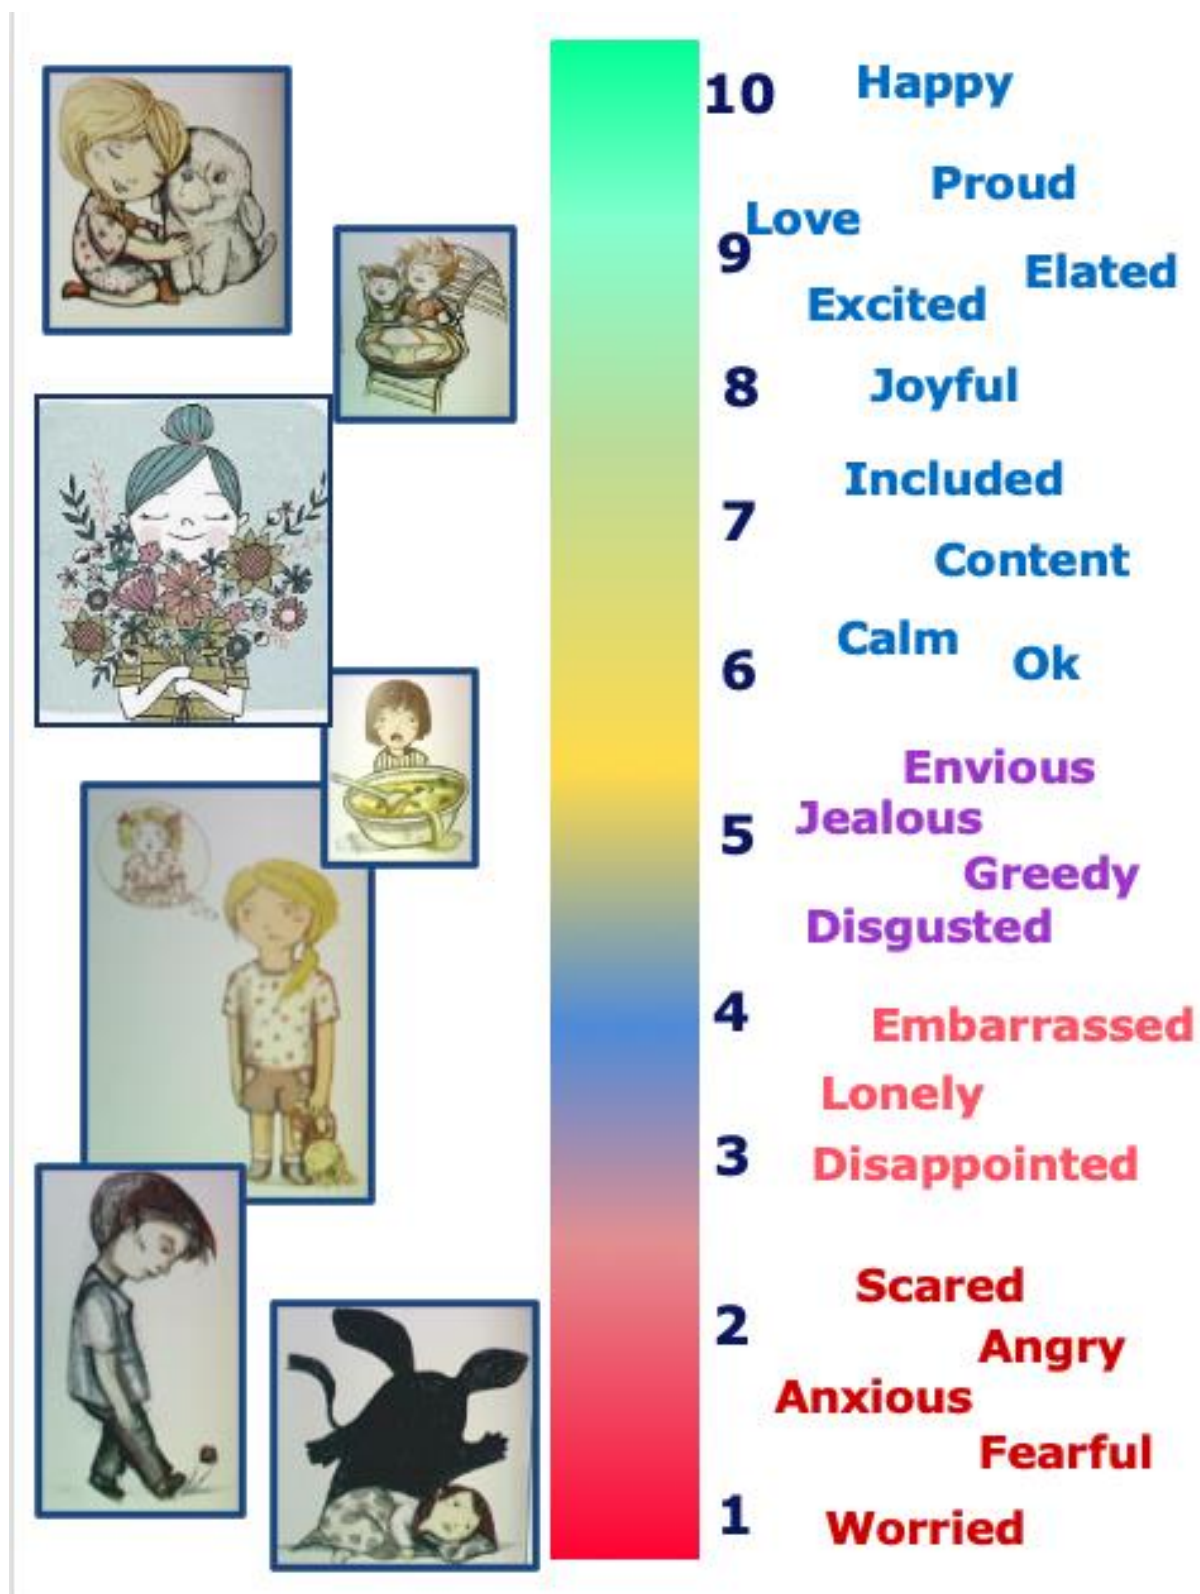 10 Happy
Proud
Love
9
Elated
Excited
8 Joyful
Included
7
Content
Calm
6 Ok
Envious
Jealous
5
Greedy
Disgusted
4 Embarrassed
Lonely
3 Disappointed
Scared
2
Angry
Anxious
Fearful
1 Worried